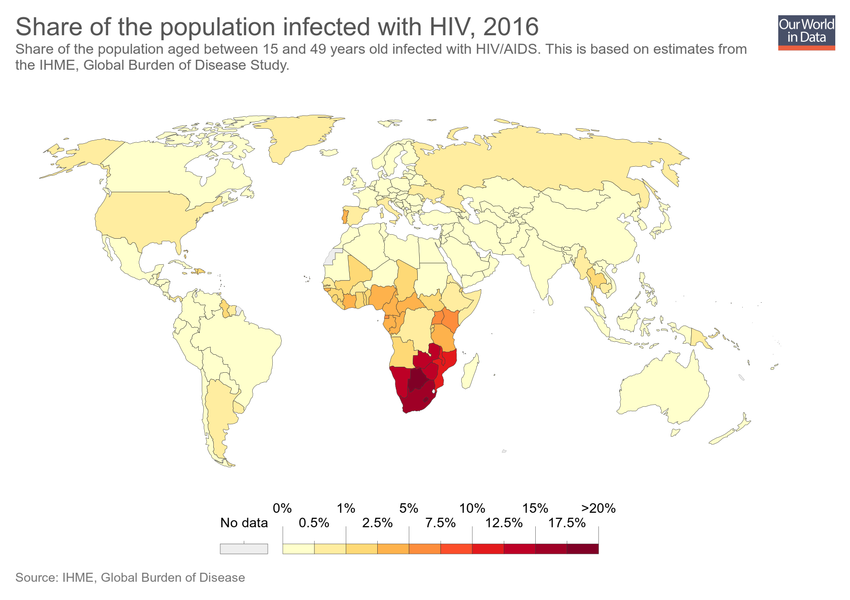 Share of the population infected with HIV, 2016
Share of the population aged between 15 and 49 years old infected with HIV/AIDS. This is based on estimates from
the IHME, Global Burden of Disease Study.
Our World
in Data
0% 1% 5% 10% 15% >20%
No data 0.5% 2.5% 7.5% 12.5% 17.5%
Source: IHME, Global Burden of Disease